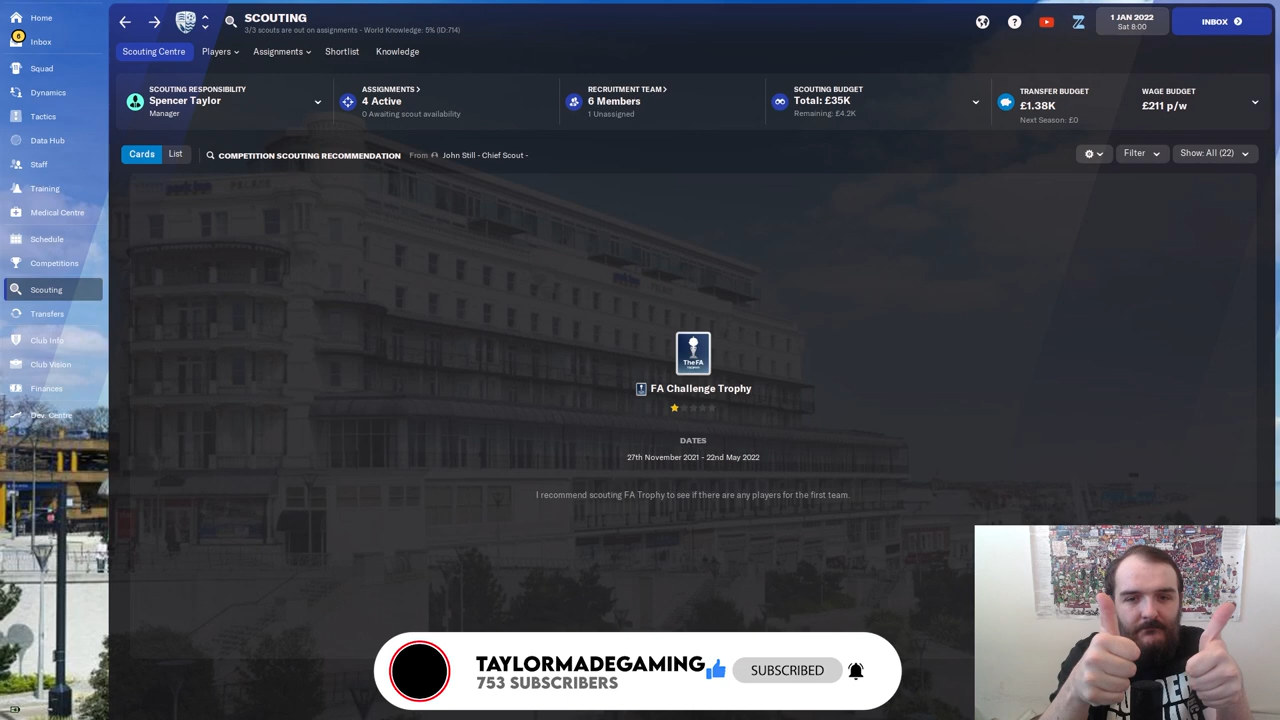 Home
6
Inbox
Squad
Dynamics
Tactics
Data Hub
Staff
Training
Medical Centre
Schedule
Competitions
Scouting
Transfers
Club Info
Club Vision
Finances
Dev. Centre
SCOUTING
3/3 scouts are out on assignments - World Knowledge: 5% (ID:714)
?
Z
1 JAN 2022
Sat 8:00
INBOX
Scouting Centre
Players
Assignments
Shortlist
Knowledge
SCOUTING RESPONSIBILITY
Spencer Taylor
Manager
ASSIGNMENTS >
4 Active
0 Awaiting scout availability
RECRUITMENT TEAM >
6 Members
1 Unassigned
SCOUTING BUDGET
Total: £35K
Remaining: £4.2K
TRANSFER BUDGET
£1.38K
Next Season: £0
WAGE BUDGET
£211 p/w
Cards
List
COMPETITION SCOUTING RECOMMENDATION From John Still - Chief Scout -
Filter
Show: All (22)
The FA
FA Challenge Trophy
DATES
27th November 2021 - 22nd May 2022
I recommend scouting FA Trophy to see if there are any players for the first team.
TAYLORMADEGAMING
753 SUBSCRIBERS
SUBSCRIBED